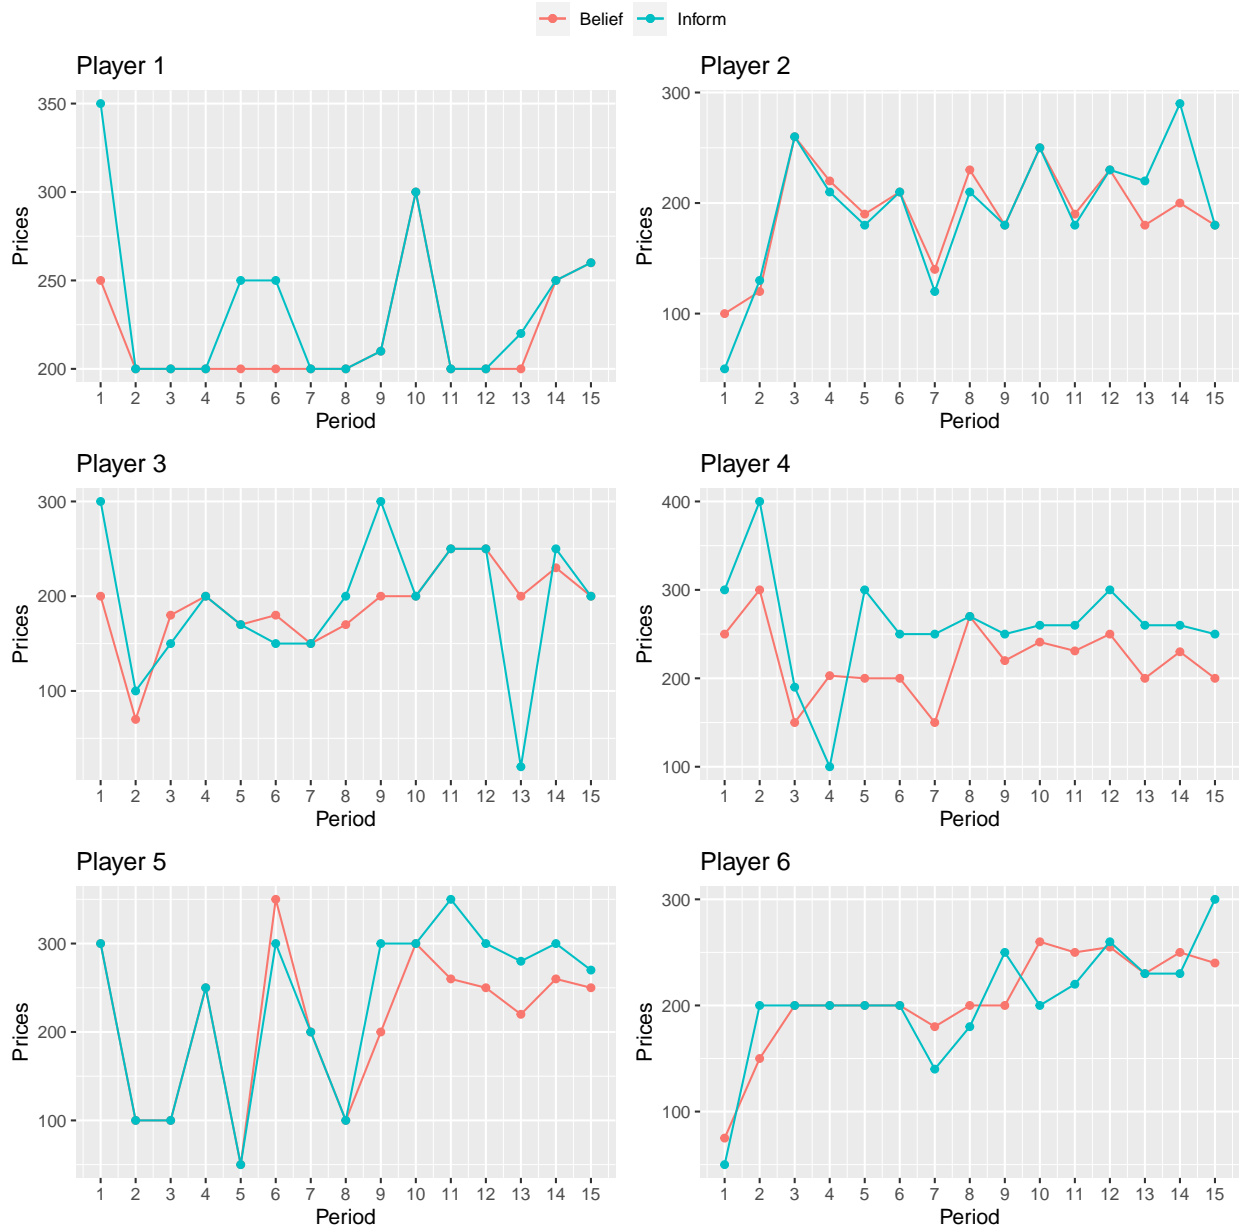 Belief Inform
Player 1
Prices
350
300
250
200
1 2 3 4 5 6 7 8 9 10 11 12 13 14 15
Period
Player 2
Prices
300
200
100
1 2 3 4 5 6 7 8 9 10 11 12 13 14 15
Period
Player 3
Prices
300
200
100
1 2 3 4 5 6 7 8 9 10 11 12 13 14 15
Period
Player 4
Prices
400
300
200
100
1 2 3 4 5 6 7 8 9 10 11 12 13 14 15
Period
Player 5
Prices
300
200
100
1 2 3 4 5 6 7 8 9 10 11 12 13 14 15
Period
Player 6
Prices
300
200
100
1 2 3 4 5 6 7 8 9 10 11 12 13 14 15
Period